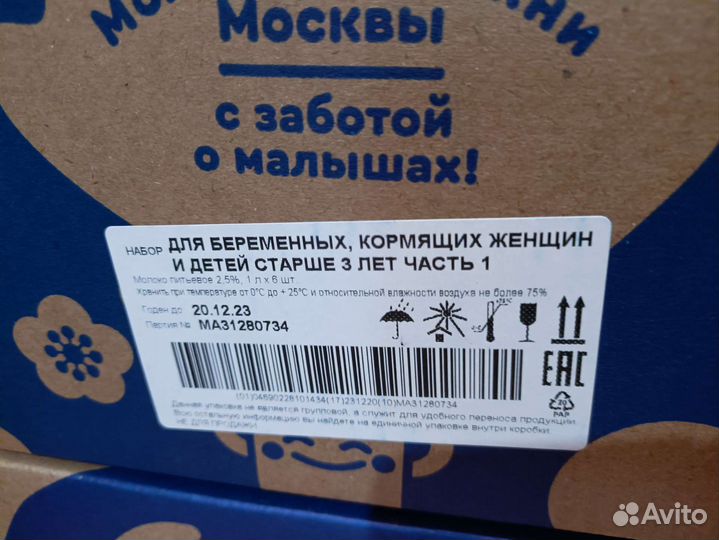 Москвы
с заботой
о малышах!
НАБОР ДЛЯ БЕРЕМЕННЫХ, КОРМЯЩИХ ЖЕНЩИН
И ДЕТЕЙ СТАРШЕ 3 ЛЕТ ЧАСТЬ 1
Молоко питьевое 2,5%, 1 л x 6 шт
Хранить при температуре от 0°С до + 25°С и относительной влажности воздуха не более 75%
Годен до 20.12.23
Партия № МА31280734
EAC
20
PAP
(01)04690228101434(17)231220(10)MA31280734
Данная упаковка не является групповой, а служит для удобного переноса продукции.
Всю остальную информацию вы найдете на единичной упаковке внутри коробки.
НЕ ДЛЯ ПРОДАЖИ
Avito